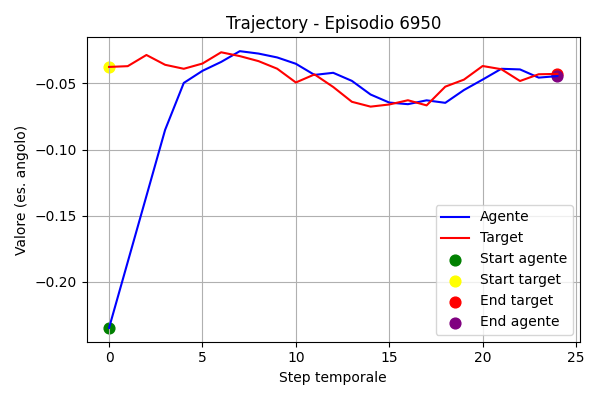 Trajectory - Episodio 6950
Valore (es. angolo)
−0.05
−0.10
−0.15
−0.20
0
5
10
15
20
25
Step temporale
Agente
Target
Start agente
Start target
End target
End agente